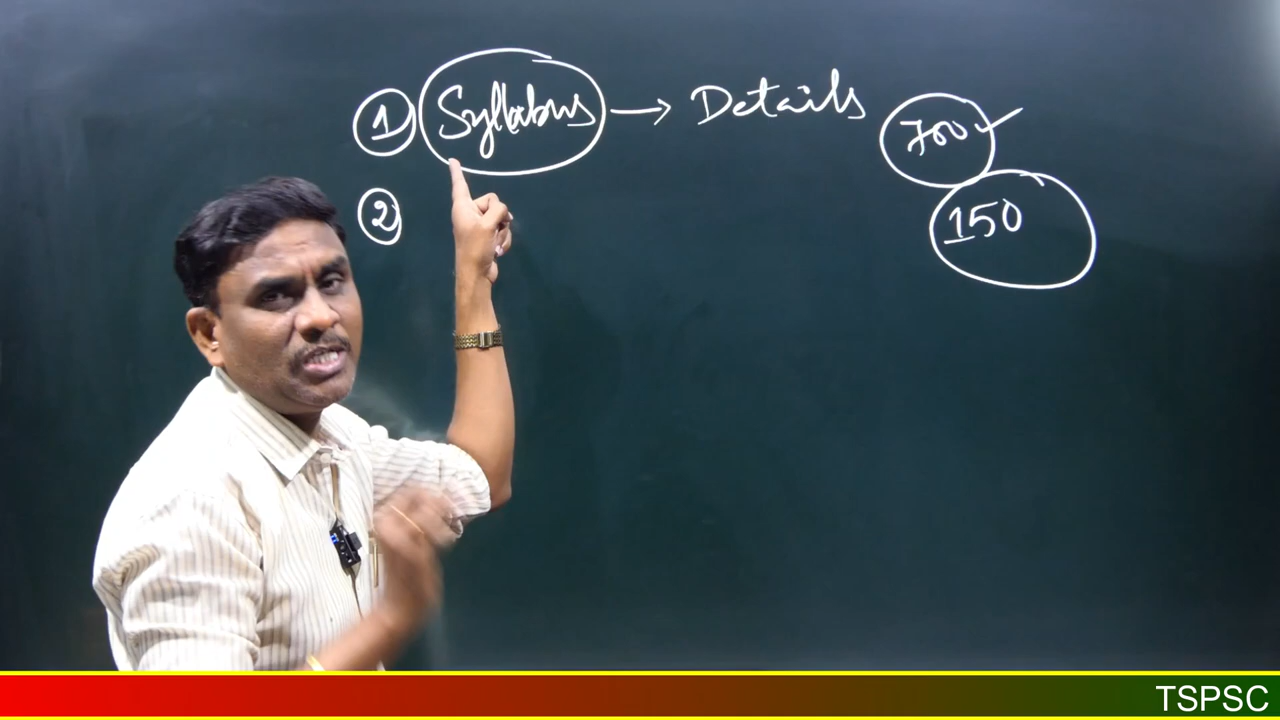 ① Syllabus → Details
700 ✓
②
150
TSPSC